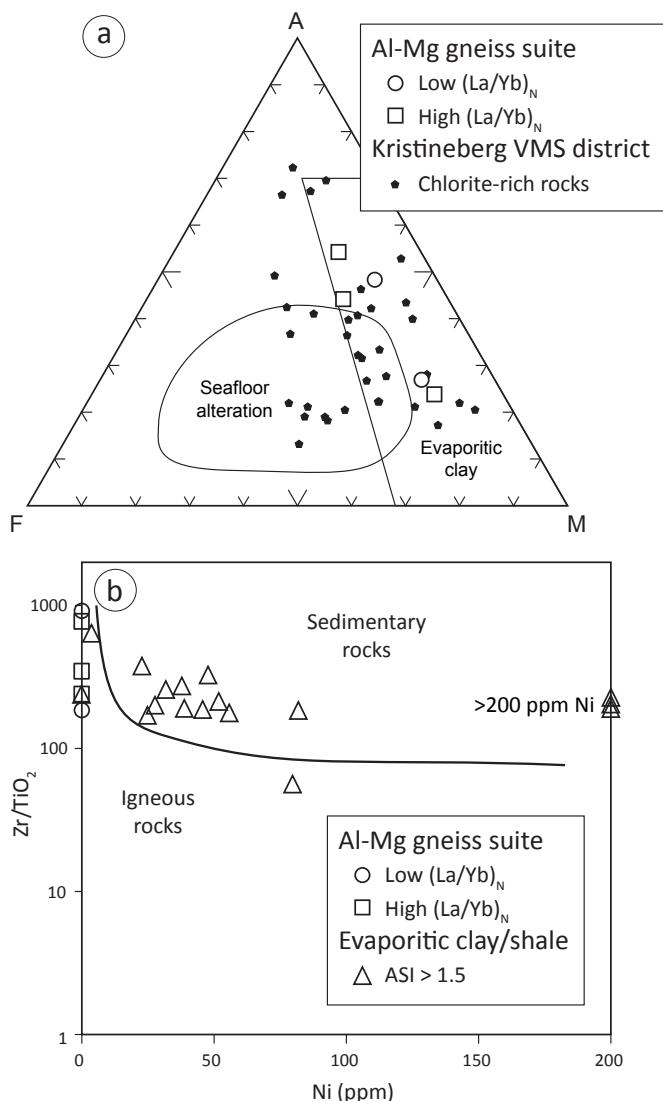 a
A
Al-Mg gneiss suite
Low (La/Yb)N
High (La/Yb)N
Kristineberg VMS district
Chlorite-rich rocks
Seafloor
alteration
Evaporitic
clay
F
M
b
1000
100
10
1
Zr/TiO2
Sedimentary
rocks
>200 ppm Ni
Igneous
rocks
Al-Mg gneiss suite
Low (La/Yb)N
High (La/Yb)N
Evaporitic clay/shale
ASI > 1.5
0
50
100
150
200
Ni (ppm)